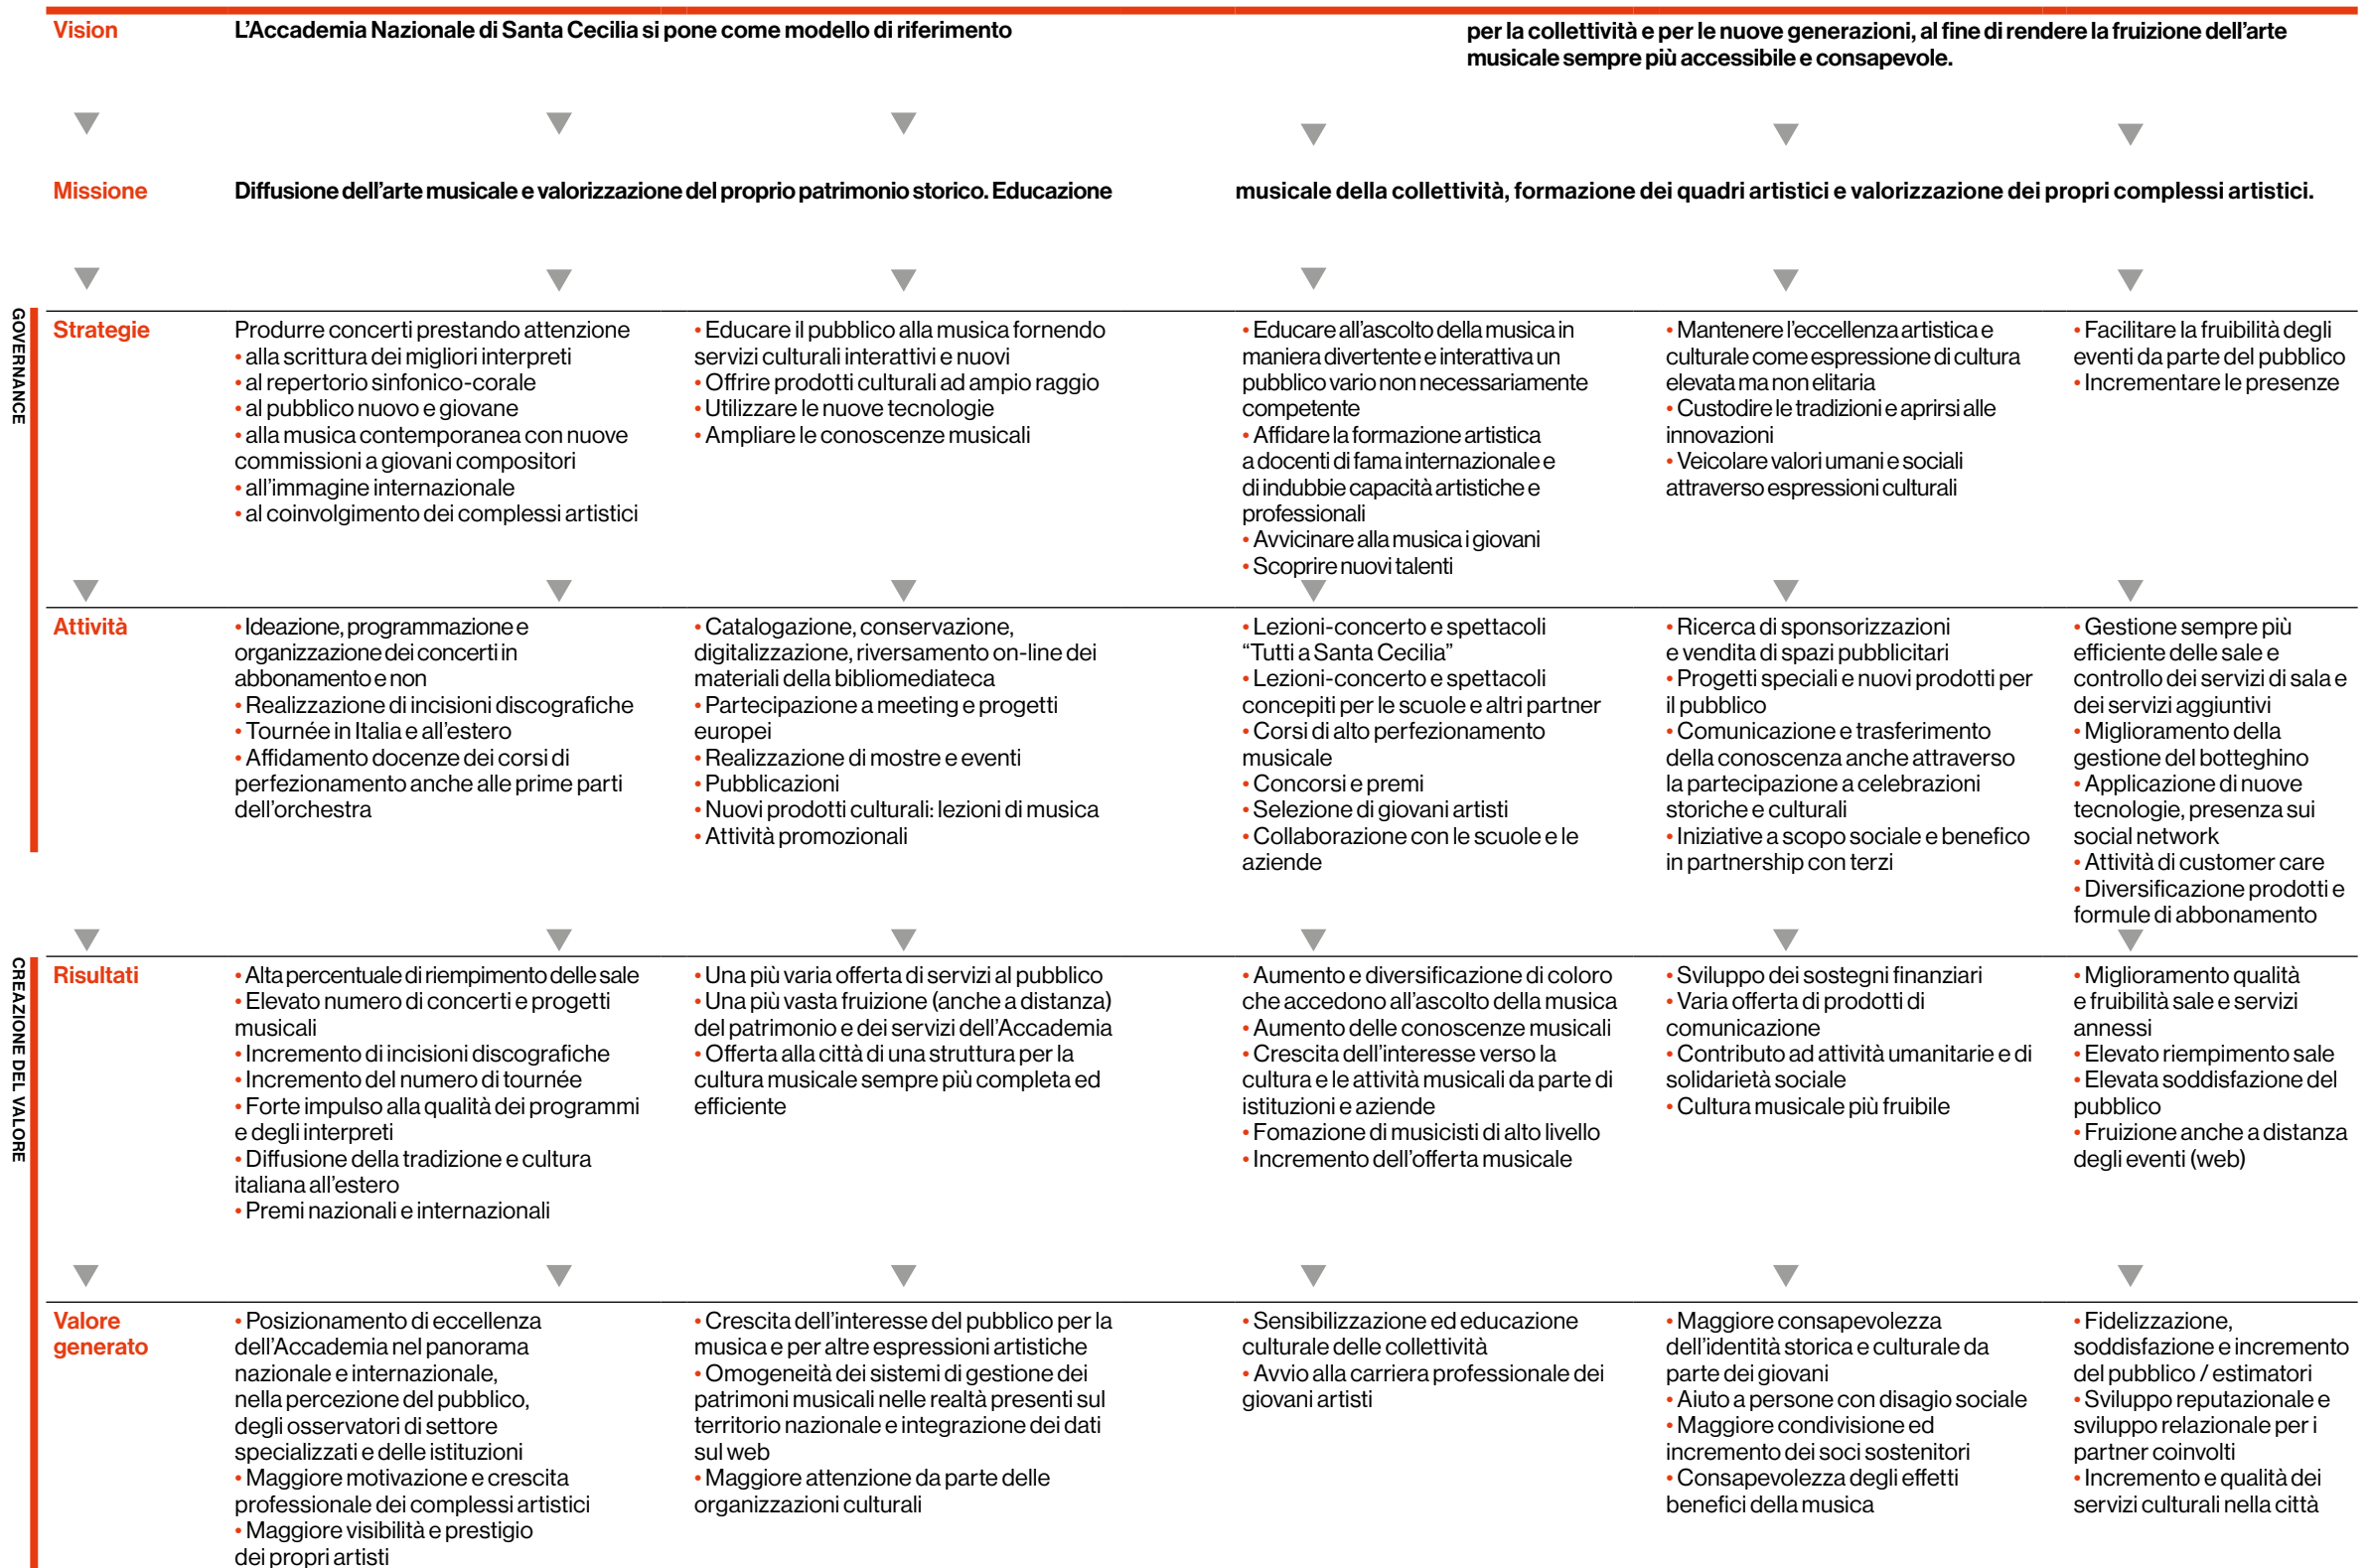 Vision
L'Accademia Nazionale di Santa Cecilia si pone come modello di riferimento
per la collettività e per le nuove generazioni, al fine di rendere la fruizione dell'arte
musicale sempre più accessibile e consapevole.
Missione
Diffusione dell'arte musicale e valorizzazione del proprio patrimonio storico. Educazione
musicale della collettività, formazione dei quadri artistici e valorizzazione dei propri complessi artistici.
GOVERNANCE
Strategie
Produrre concerti prestando attenzione
• alla scrittura dei migliori interpreti
• al repertorio sinfonico-corale
• al pubblico nuovo e giovane
• alla musica contemporanea con nuove
commissioni a giovani compositori
• all'immagine internazionale
• al coinvolgimento dei complessi artistici
• Educare il pubblico alla musica fornendo
servizi culturali interattivi e nuovi
• Offrire prodotti culturali ad ampio raggio
• Utilizzare le nuove tecnologie
• Ampliare le conoscenze musicali
• Educare all'ascolto della musica in
maniera divertente e interattiva un
pubblico vario non necessariamente
competente
• Affidare la formazione artistica
a docenti di fama internazionale e
di indubbie capacità artistiche e
professionali
• Avvicinare alla musica i giovani
• Scoprire nuovi talenti
• Mantenere l'eccellenza artistica e
culturale come espressione di cultura
elevata ma non elitaria
• Custodire le tradizioni e aprirsi alle
innovazioni
• Veicolare valori umani e sociali
attraverso espressioni culturali
• Facilitare la fruibilità degli
eventi da parte del pubblico
• Incrementare le presenze
Attività
• Ideazione, programmazione e
organizzazione dei concerti in
abbonamento e non
• Realizzazione di incisioni discografiche
• Tournée in Italia e all'estero
• Affidamento docenze dei corsi di
perfezionamento anche alle prime parti
dell'orchestra
• Catalogazione, conservazione,
digitalizzazione, riversamento on-line dei
materiali della bibliomediateca
• Partecipazione a meeting e progetti
europei
• Realizzazione di mostre e eventi
• Pubblicazioni
• Nuovi prodotti culturali: lezioni di musica
• Attività promozionali
• Lezioni-concerto e spettacoli
“Tutti a Santa Cecilia”
• Lezioni-concerto e spettacoli
concepiti per le scuole e altri partner
• Corsi di alto perfezionamento
musicale
• Concorsi e premi
• Selezione di giovani artisti
• Collaborazione con le scuole e le
aziende
• Ricerca di sponsorizzazioni
e vendita di spazi pubblicitari
• Progetti speciali e nuovi prodotti per
il pubblico
• Comunicazione e trasferimento
della conoscenza anche attraverso
la partecipazione a celebrazioni
storiche e culturali
• Iniziative a scopo sociale e benefico
in partnership con terzi
• Gestione sempre più
efficiente delle sale e
controllo dei servizi di sala e
dei servizi aggiuntivi
• Miglioramento della
gestione del botteghino
• Applicazione di nuove
tecnologie, presenza sui
social network
• Attività di customer care
• Diversificazione prodotti e
formule di abbonamento
CREAZIONE DEL VALORE
Risultati
• Alta percentuale di riempimento delle sale
• Elevato numero di concerti e progetti
musicali
• Incremento di incisioni discografiche
• Incremento del numero di tournée
• Forte impulso alla qualità dei programmi
e degli interpreti
• Diffusione della tradizione e cultura
italiana all'estero
• Premi nazionali e internazionali
• Una più varia offerta di servizi al pubblico
• Una più vasta fruizione (anche a distanza)
del patrimonio e dei servizi dell'Accademia
• Offerta alla città di una struttura per la
cultura musicale sempre più completa ed
efficiente
• Aumento e diversificazione di coloro
che accedono all'ascolto della musica
• Aumento delle conoscenze musicali
• Crescita dell'interesse verso la
cultura e le attività musicali da parte di
istituzioni e aziende
• Fomazione di musicisti di alto livello
• Incremento dell'offerta musicale
• Sviluppo dei sostegni finanziari
• Varia offerta di prodotti di
comunicazione
• Contributo ad attività umanitarie e di
solidarietà sociale
• Cultura musicale più fruibile
• Miglioramento qualità
e fruibilità sale e servizi
annessi
• Elevato riempimento sale
• Elevata soddisfazione del
pubblico
• Fruizione anche a distanza
degli eventi (web)
Valore
generato
• Posizionamento di eccellenza
dell'Accademia nel panorama
nazionale e internazionale,
nella percezione del pubblico,
degli osservatori di settore
specializzati e delle istituzioni
• Maggiore motivazione e crescita
professionale dei complessi artistici
• Maggiore visibilità e prestigio
dei propri artisti
• Crescita dell'interesse del pubblico per la
musica e per altre espressioni artistiche
• Omogeneità dei sistemi di gestione dei
patrimoni musicali nelle realtà presenti sul
territorio nazionale e integrazione dei dati
sul web
• Maggiore attenzione da parte delle
organizzazioni culturali
• Sensibilizzazione ed educazione
culturale delle collettività
• Avvio alla carriera professionale dei
giovani artisti
• Maggiore consapevolezza
dell'identità storica e culturale da
parte dei giovani
• Aiuto a persone con disagio sociale
• Maggiore condivisione ed
incremento dei soci sostenitori
• Consapevolezza degli effetti
benefici della musica
• Fidelizzazione,
soddisfazione e incremento
del pubblico / estimatori
• Sviluppo reputazionale e
sviluppo relazionale per i
partner coinvolti
• Incremento e qualità dei
servizi culturali nella città